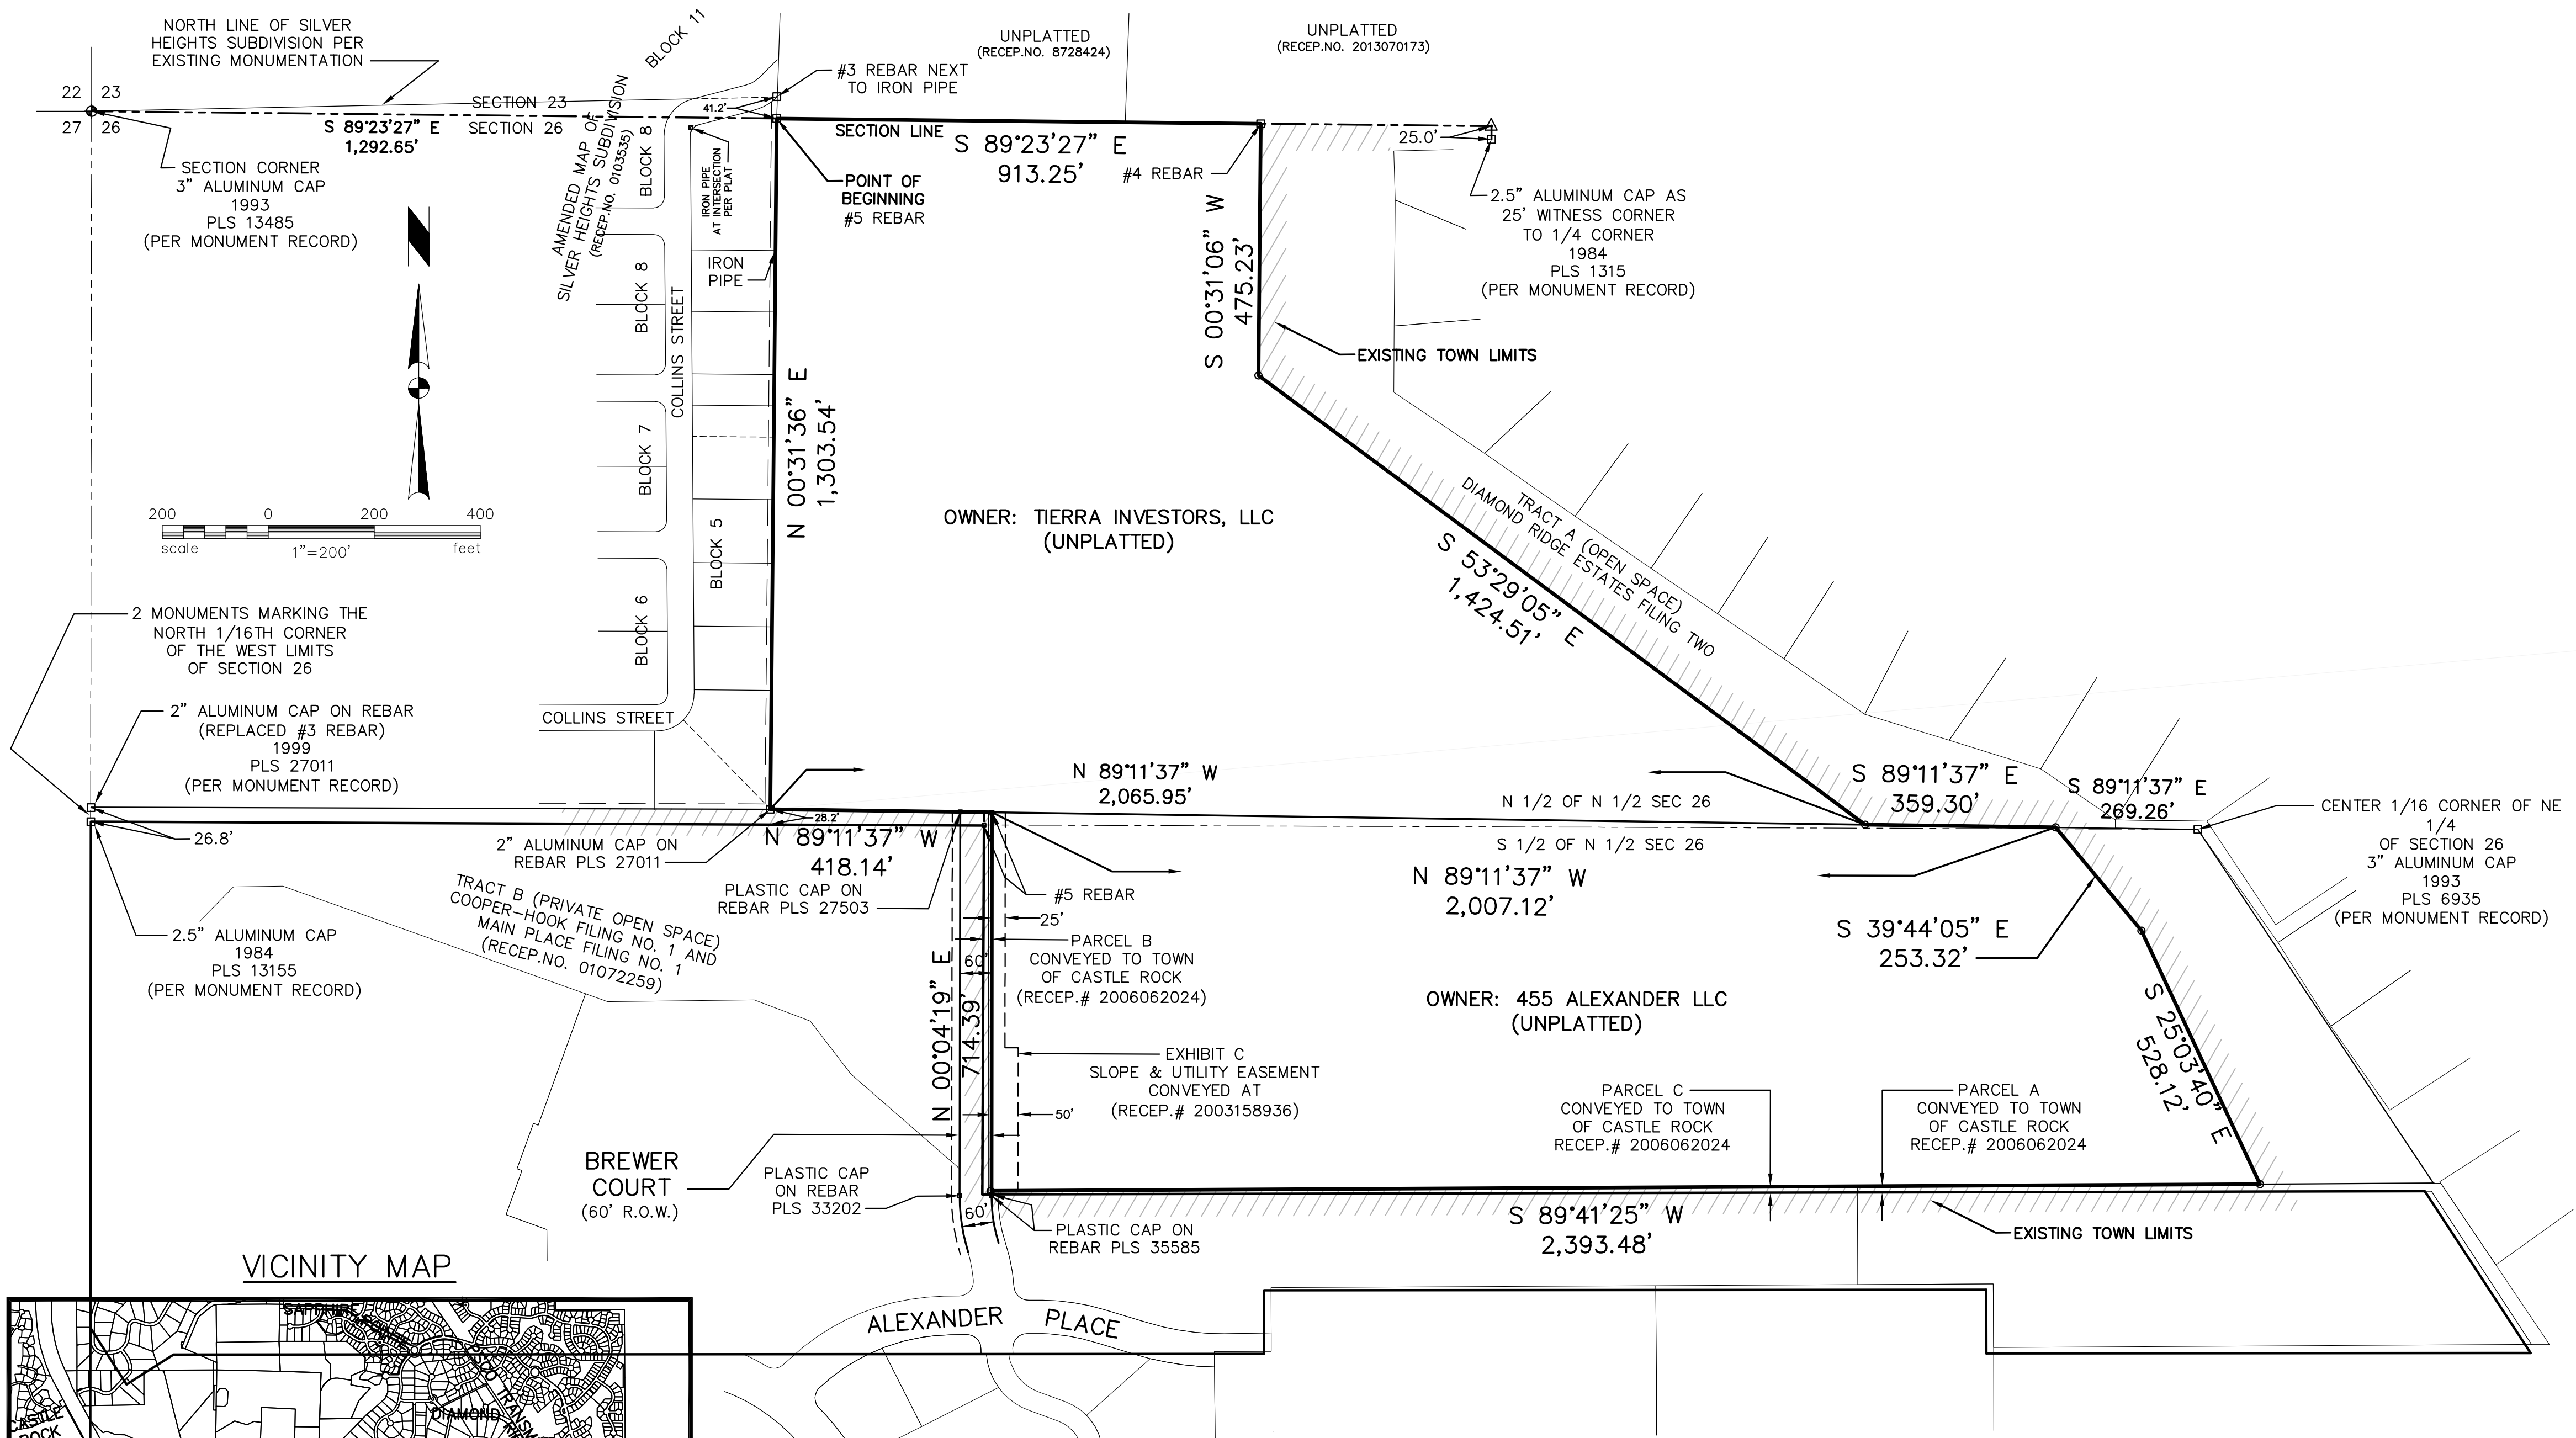 NORTH LINE OF SILVER
HEIGHTS SUBDIVISION PER
EXISTING MONUMENTATION
22 23
27 26
SECTION 23
SECTION 26
S 89°23'27" E
1,292.65'
SECTION CORNER
3" ALUMINUM CAP
1993
PLS 13485
(PER MONUMENT RECORD)
N
200 0 200 400
scale 1"=200' feet
AMENDED MAP OF
SILVER HEIGHTS SUBDIVISION
(RECEP.NO. 0103535)
BLOCK 11
BLOCK 8
BLOCK 8
BLOCK 7
BLOCK 6
BLOCK 5
COLLINS STREET
COLLINS STREET
41.2'
#3 REBAR NEXT
TO IRON PIPE
IRON PIPE
AT INTERSECTION
PER PLAT
IRON
PIPE
UNPLATTED
(RECEP.NO. 8728424)
UNPLATTED
(RECEP.NO. 2013070173)
SECTION LINE
S 89°23'27" E
913.25'
#4 REBAR
POINT OF
BEGINNING
#5 REBAR
25.0'
2.5" ALUMINUM CAP AS
25' WITNESS CORNER
TO 1/4 CORNER
1984
PLS 1315
(PER MONUMENT RECORD)
S 00°31'06" W
475.23'
EXISTING TOWN LIMITS
N 00°31'36" E
1,303.54'
OWNER: TIERRA INVESTORS, LLC
(UNPLATTED)
TRACT A (OPEN SPACE)
DIAMOND RIDGE ESTATES FILING TWO
S 53°29'05" E
1,424.51'
2 MONUMENTS MARKING THE
NORTH 1/16TH CORNER
OF THE WEST LIMITS
OF SECTION 26
2" ALUMINUM CAP ON REBAR
(REPLACED #3 REBAR)
1999
PLS 27011
(PER MONUMENT RECORD)
26.8'
2.5" ALUMINUM CAP
1984
PLS 13155
(PER MONUMENT RECORD)
N 89°11'37" W
2,065.95'
N 1/2 OF N 1/2 SEC 26
S 1/2 OF N 1/2 SEC 26
S 89°11'37" E
359.30'
S 89°11'37" E
269.26'
CENTER 1/16 CORNER OF NE
1/4
OF SECTION 26
3" ALUMINUM CAP
1993
PLS 6935
(PER MONUMENT RECORD)
28.2'
2" ALUMINUM CAP ON
REBAR PLS 27011
N 89°11'37" W
418.14'
PLASTIC CAP ON
REBAR PLS 27503
TRACT B (PRIVATE OPEN SPACE)
COOPER-HOOK FILING NO. 1 AND
MAIN PLACE FILING NO. 1
(RECEP.NO. 01072259)
#5 REBAR
25'
PARCEL B
CONVEYED TO TOWN
OF CASTLE ROCK
(RECEP.# 2006062024)
60'
N 00°04'19" E
714.39'
N 89°11'37" W
2,007.12'
S 39°44'05" E
253.32'
OWNER: 455 ALEXANDER LLC
(UNPLATTED)
S 25°03'40" E
528.12'
EXHIBIT C
SLOPE & UTILITY EASEMENT
CONVEYED AT
(RECEP.# 2003158936)
50'
PARCEL C
CONVEYED TO TOWN
OF CASTLE ROCK
RECEP.# 2006062024
PARCEL A
CONVEYED TO TOWN
OF CASTLE ROCK
RECEP.# 2006062024
BREWER
COURT
(60' R.O.W.)
PLASTIC CAP
ON REBAR
PLS 33202
60'
PLASTIC CAP ON
REBAR PLS 35585
S 89°41'25" W
2,393.48'
EXISTING TOWN LIMITS
ALEXANDER PLACE
VICINITY MAP
SAPPHIRE POINTE
DIAMOND
CASTLE
ROCK